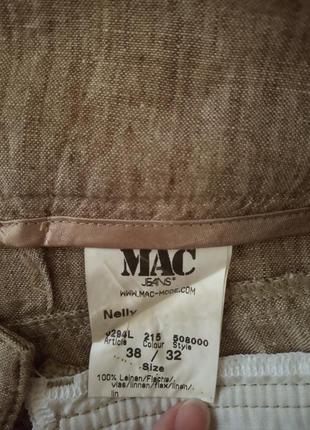 MAC
JEANS®
WWW.MAC-MODE.COM
Nelly
0294L 215 508000
Article Colour Style
38 / 32
Size
100% Leinen/Flachs/
vlas/linnen/flax/linen/
lin